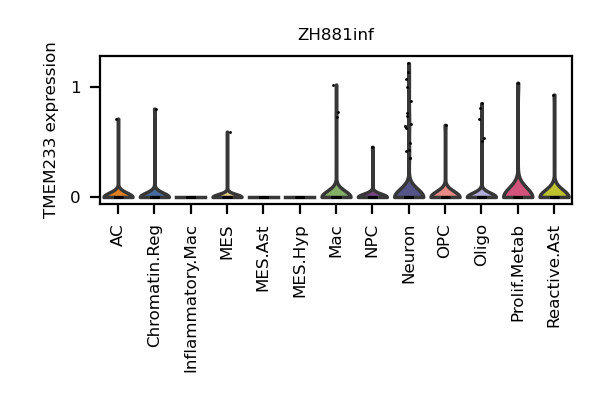 ZH881inf
TMEM233 expression
1
0
AC
Chromatin.Reg
Inflammatory.Mac
MES
MES.Ast
MES.Hyp
Mac
NPC
Neuron
OPC
Oligo
Prolif.Metab
Reactive.Ast